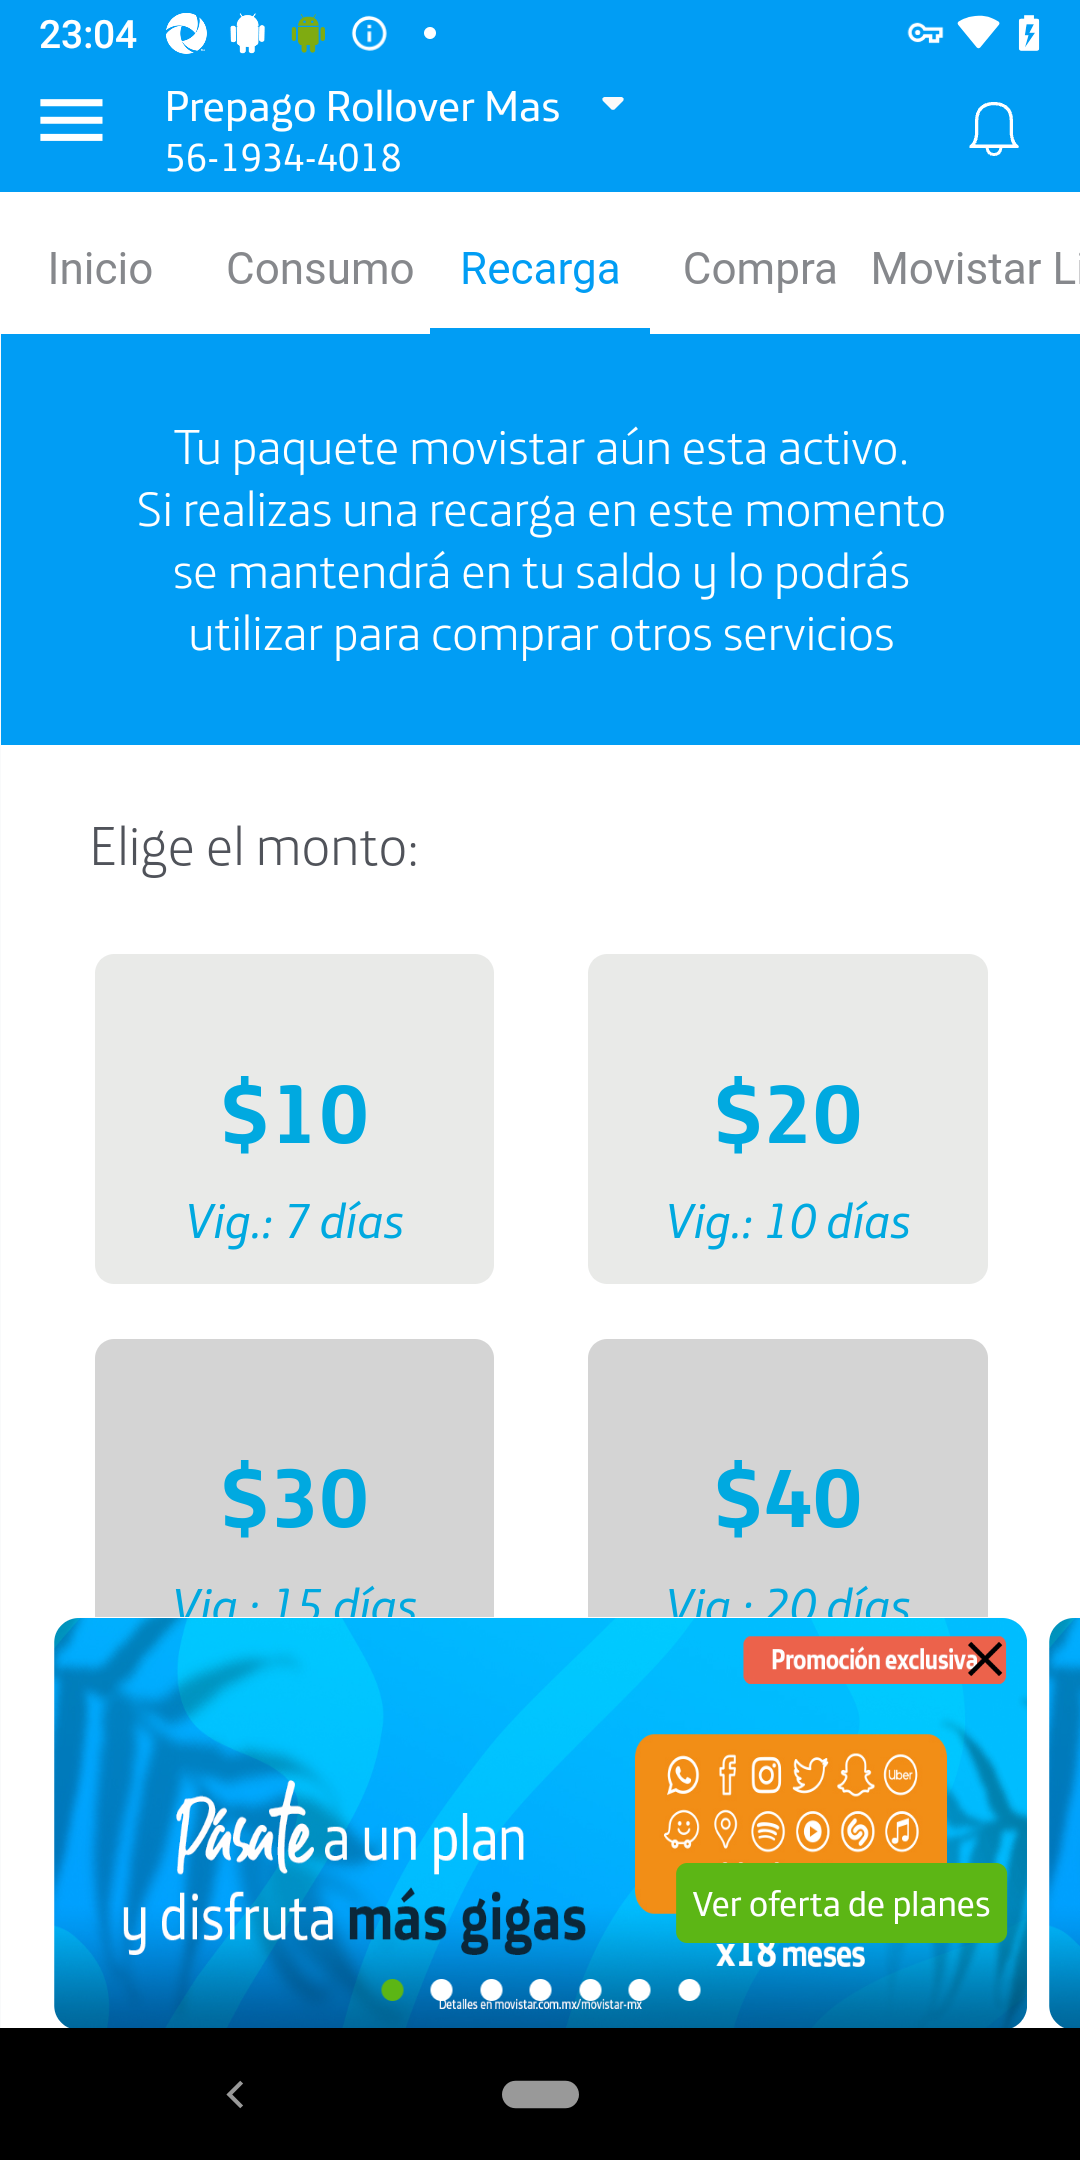 23:04
Prepago Rollover Mas
56-1934-4018
Inicio Consumo Recarga Compra Movistar Li
Tu paquete movistar aún esta activo.
Si realizas una recarga en este momento
se mantendrá en tu saldo y lo podrás
utilizar para comprar otros servicios
Elige el monto:
$10 $20
Vig.: 7 días Vig.: 10 días
$30 $40
Vig.: 15 días Vig.: 20 días
Promoción exclusiva
Uber
Pásate a un plan
y disfruta más gigas
Ver oferta de planes
x18 meses
Detalles en movistar.com.mx/movistar-mx